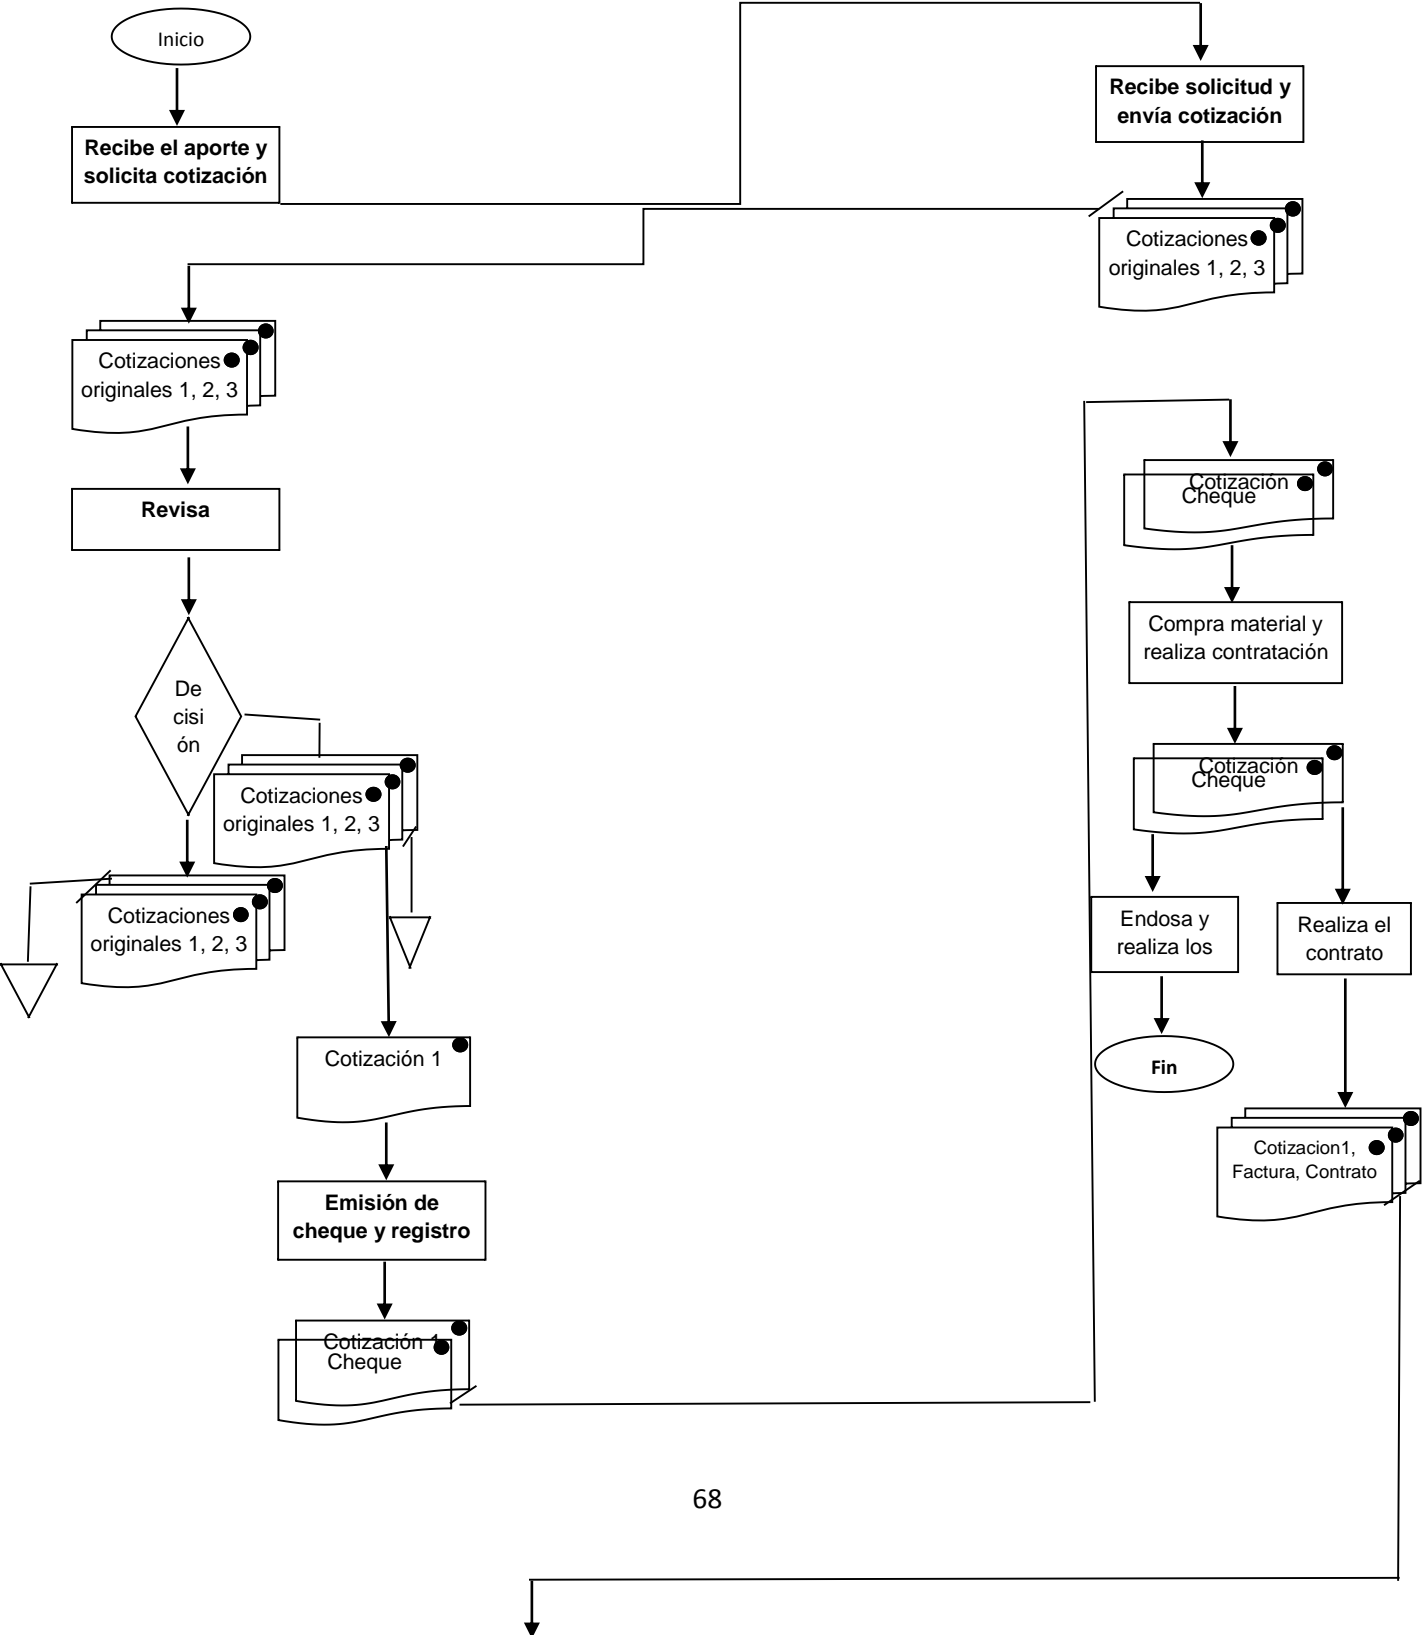 Inicio
Recibe el aporte y
solicita cotización
Recibe solicitud y
envía cotización
Cotizaciones
originales 1, 2, 3
Cotizaciones
originales 1, 2, 3
Revisa
De
cisi
ón
Cotizaciones
originales 1, 2, 3
Cotizaciones
originales 1, 2, 3
Cotización 1
Emisión de
cheque y registro
Cotización 1
Cheque
Cotización
Cheque
Compra material y
realiza contratación
Cotización
Cheque
Endosa y
realiza los
Realiza el
contrato
Fin
Cotizacion1,
Factura, Contrato
68